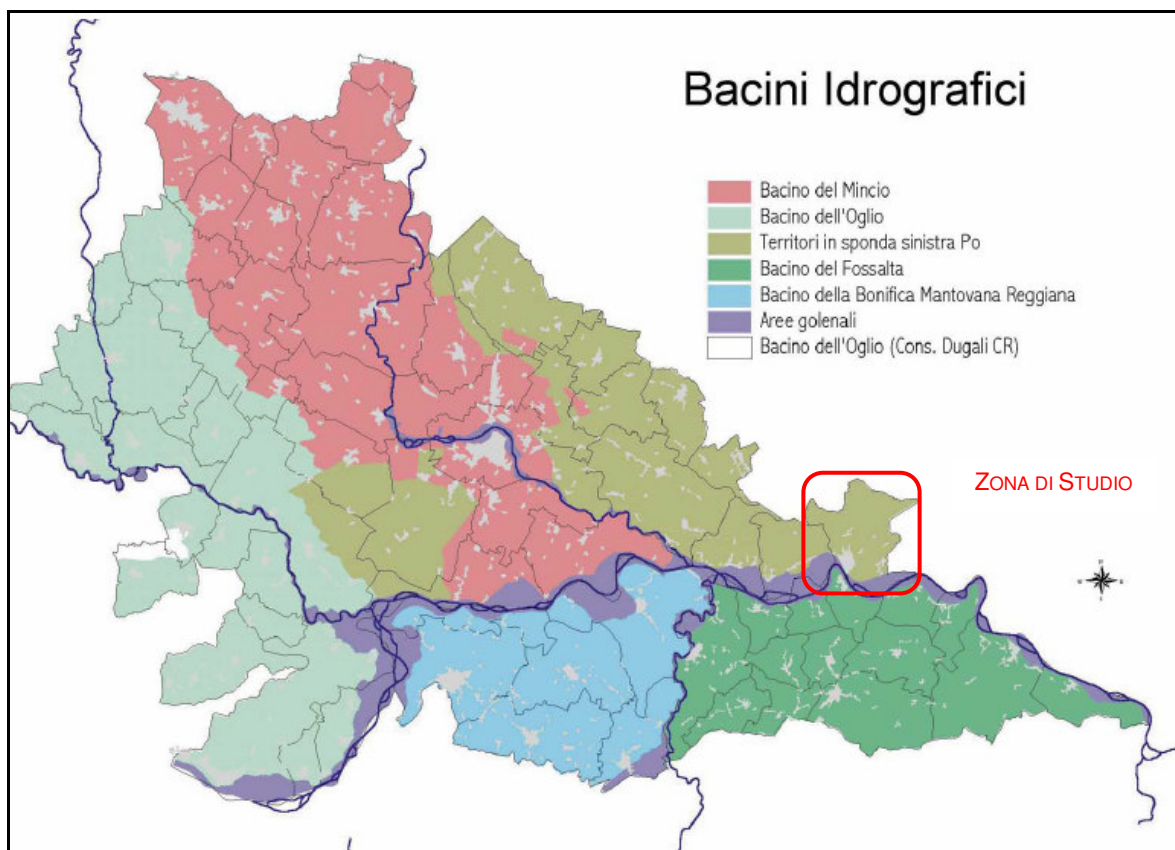 Bacini Idrografici
Bacino del Mincio
Bacino dell'Oglio
Territori in sponda sinistra Po
Bacino del Fossalta
Bacino della Bonifica Mantovana Reggiana
Aree golenali
Bacino dell'Oglio (Cons. Dugali CR)
ZONA DI STUDIO